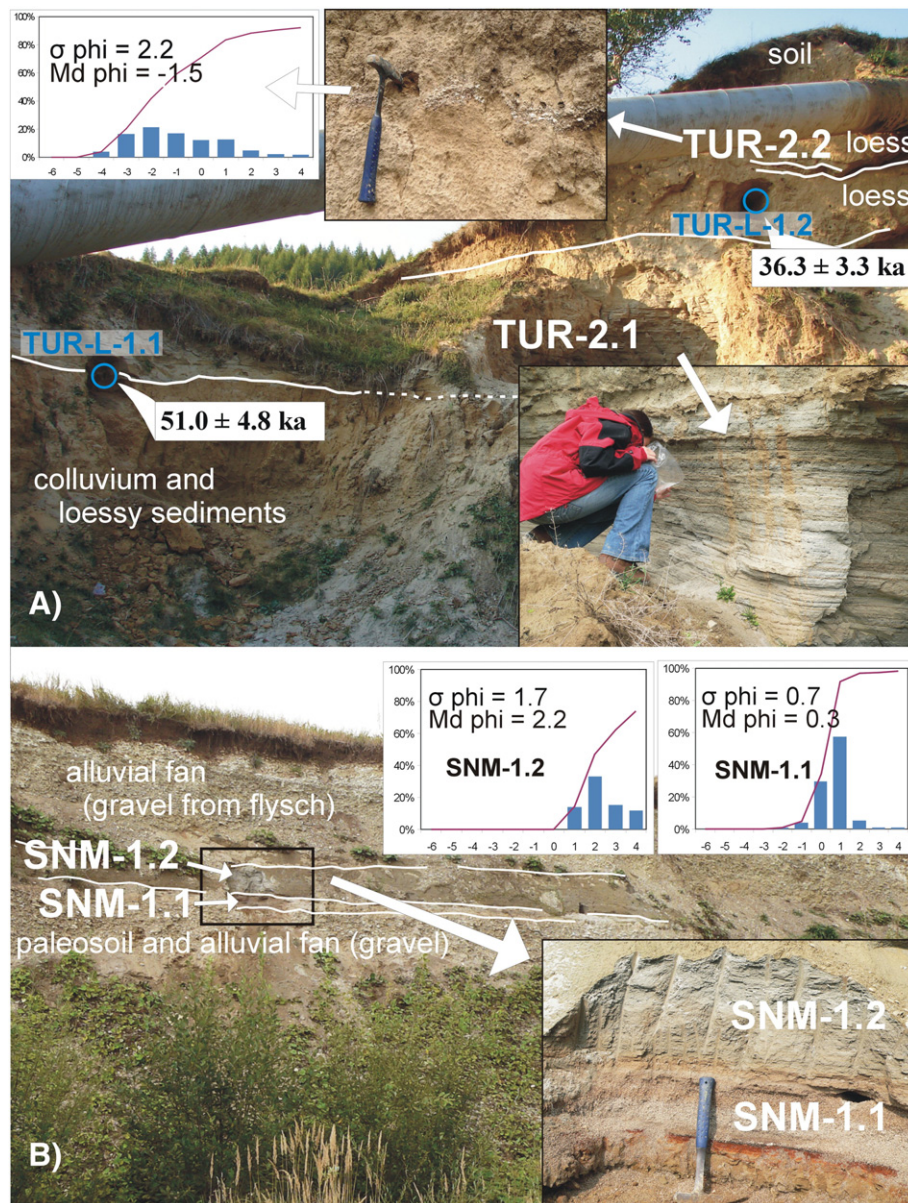 100%
80%
60%
40%
20%
0%
σ phi = 2.2
Md phi = -1.5
-6 -5 -4 -3 -2 -1 0 1 2 3 4
soil
TUR-2.2
loess
loess
TUR-L-1.2
36.3 ± 3.3 ka
TUR-2.1
TUR-L-1.1
51.0 ± 4.8 ka
colluvium and
loessy sediments
A)
100%
80%
60%
40%
20%
0%
σ phi = 1.7
Md phi = 2.2
SNM-1.2
-6 -5 -4 -3 -2 -1 0 1 2 3 4
100%
80%
60%
40%
20%
0%
σ phi = 0.7
Md phi = 0.3
SNM-1.1
-6 -5 -4 -3 -2 -1 0 1 2 3 4
alluvial fan
(gravel from flysch)
SNM-1.2
SNM-1.1
paleosoil and alluvial fan (gravel)
SNM-1.2
SNM-1.1
B)